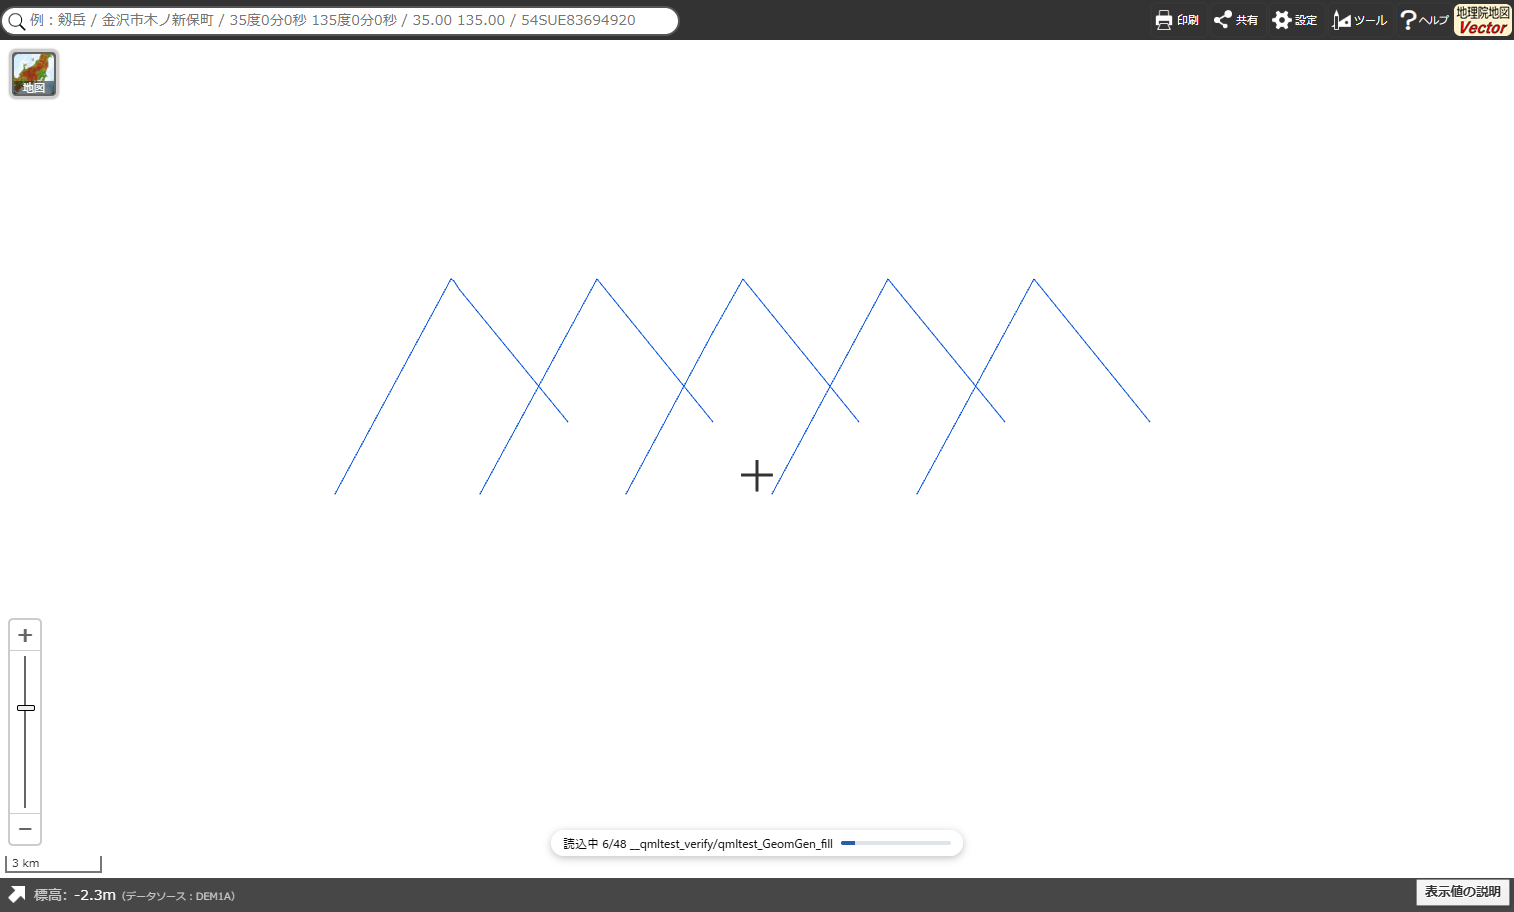 例：剱岳 / 金沢市木ノ新保町 / 35度0分0秒 135度0分0秒 / 35.00 135.00 / 54SUE83694920
印刷
共有
設定
ツール
ヘルプ
地理院地図
Vector
地図
+
−
3 km
読込中 6/48 __qmltest_verify/qmltest_GeomGen_fill
標高: -2.3m (データソース：DEM1A)
表示値の説明